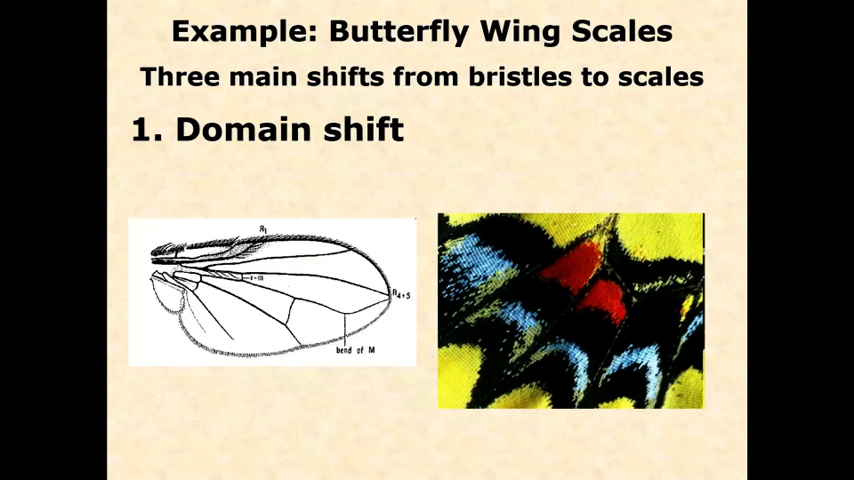 Example: Butterfly Wing Scales
Three main shifts from bristles to scales
1. Domain shift
R1
r-m
R4+5
bend of M